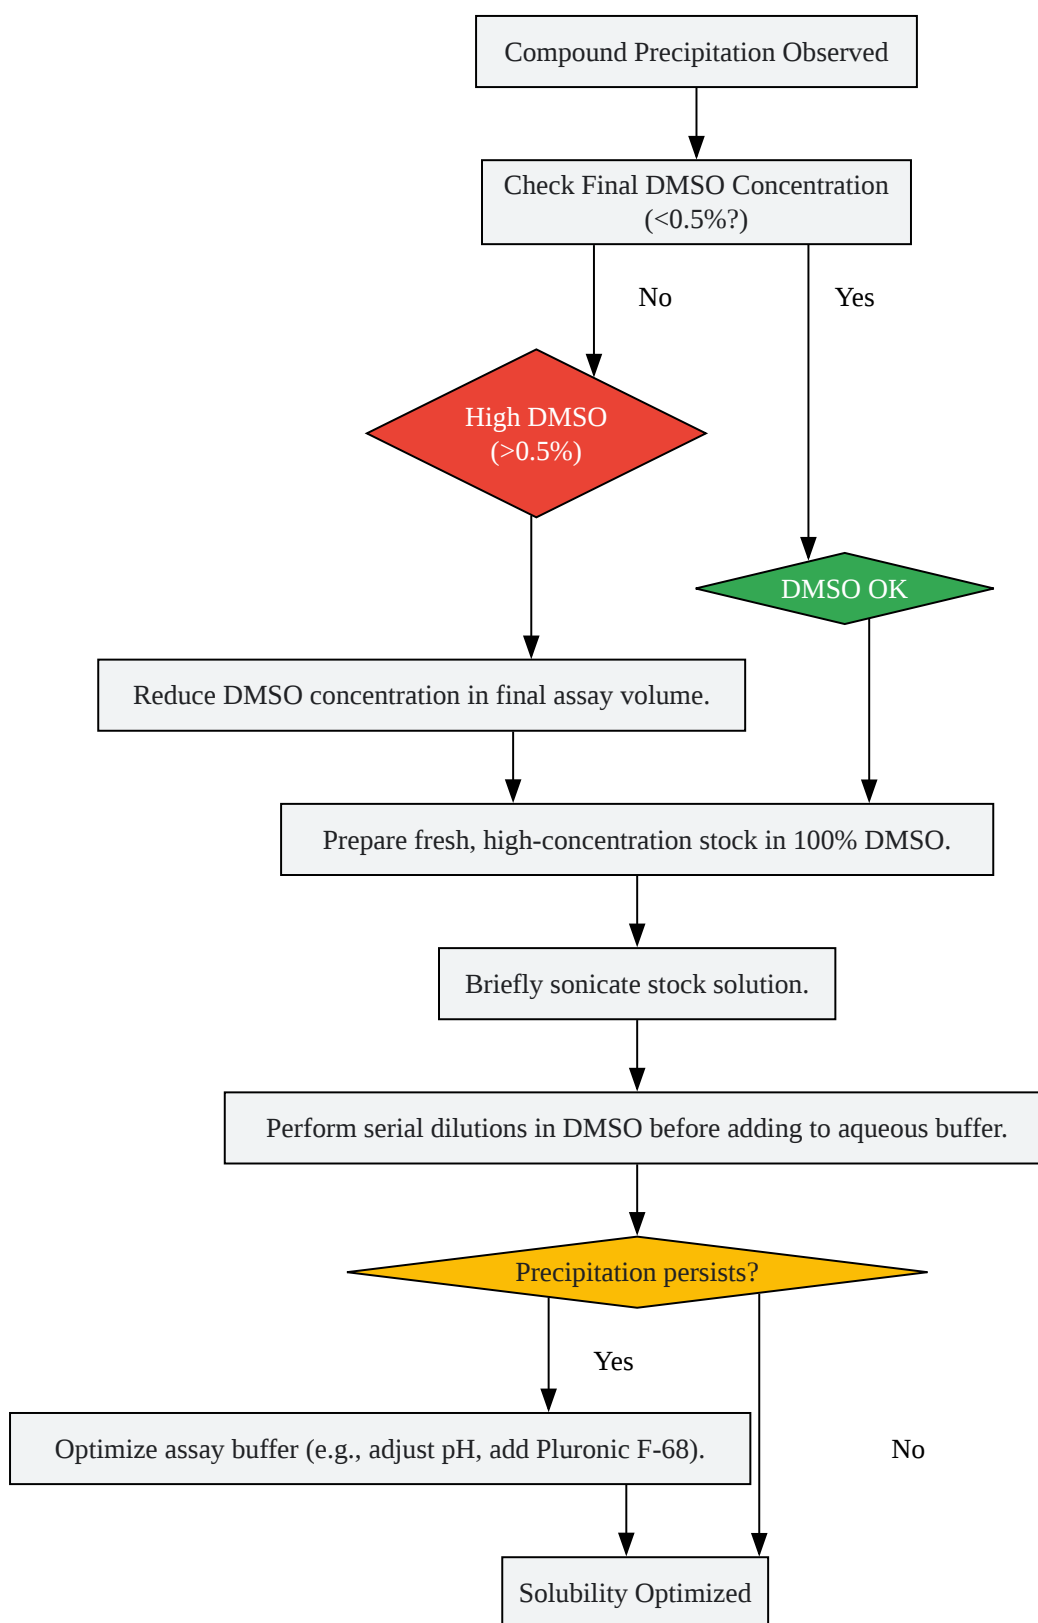 Compound Precipitation Observed
Check Final DMSO Concentration
(<0.5%?)
No
Yes
High DMSO
(>0.5%)
DMSO OK
Reduce DMSO concentration in final assay volume.
Prepare fresh, high-concentration stock in 100% DMSO.
Briefly sonicate stock solution.
Perform serial dilutions in DMSO before adding to aqueous buffer.
Precipitation persists?
Yes
Optimize assay buffer (e.g., adjust pH, add Pluronic F-68).
No
Solubility Optimized